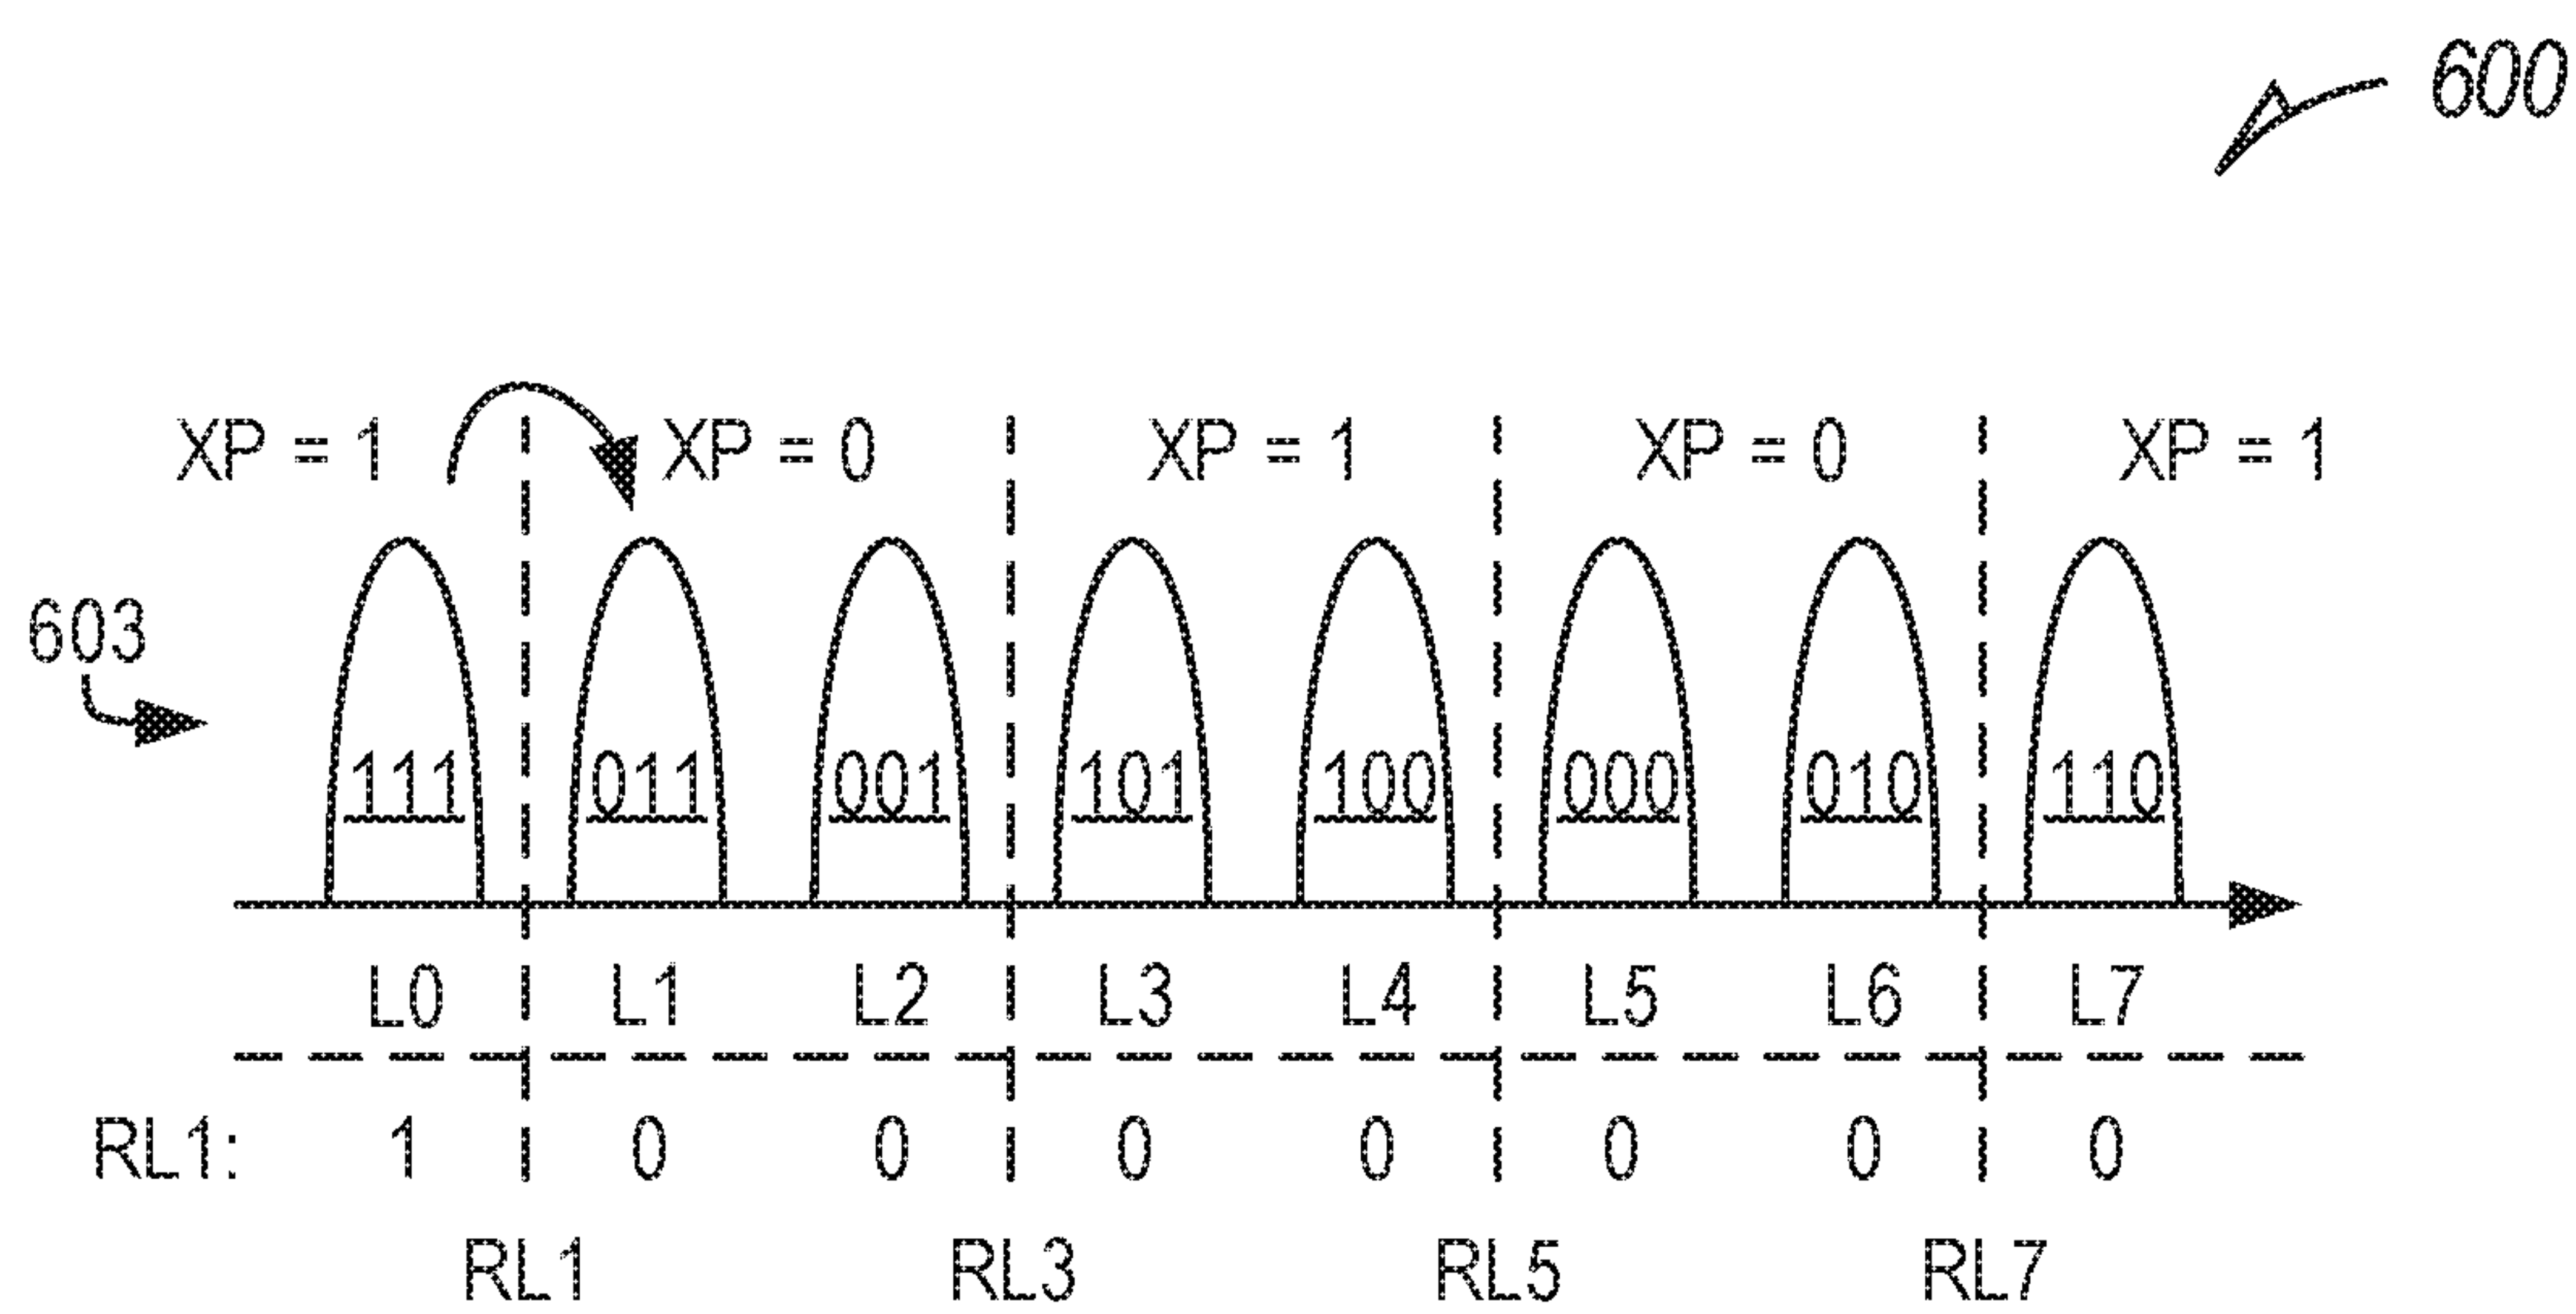 600
XP = 1 XP = 0 XP = 1 XP = 0 XP = 1
603
111 011 001 101 100 000 010 110
L0 L1 L2 L3 L4 L5 L6 L7
RL1: 1 0 0 0 0 0 0 0
RL1 RL3 RL5 RL7